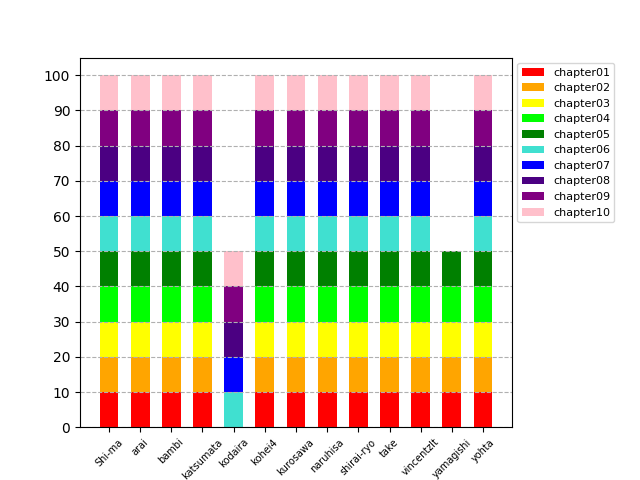 100
90
80
70
60
50
40
30
20
10
0
Shi-ma
arai
bambi
katsumata
kodaira
kohei4
kurosawa
naruhisa
shirai-ryo
take
vincentzlt
yamagishi
yohta
chapter01
chapter02
chapter03
chapter04
chapter05
chapter06
chapter07
chapter08
chapter09
chapter10